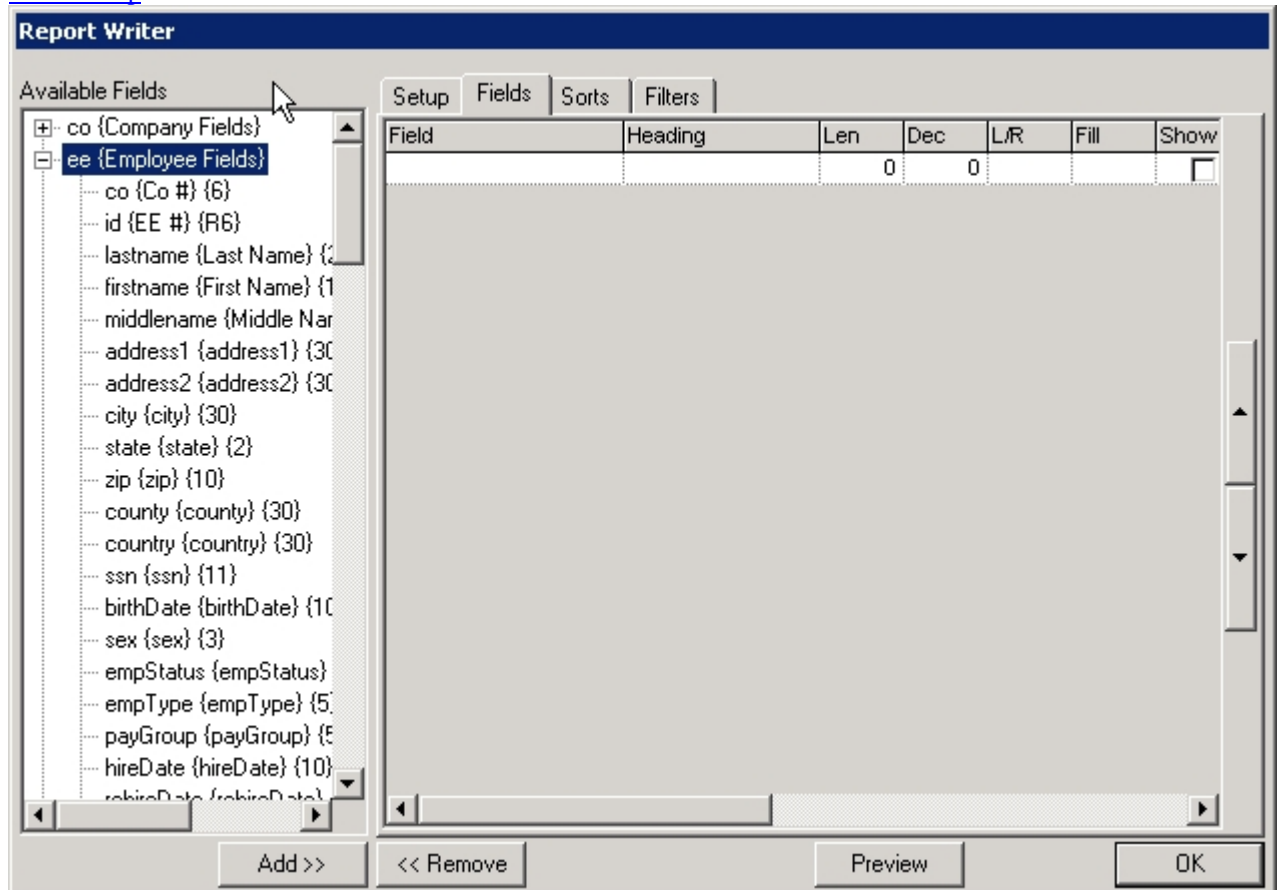 Report Writer
Available Fields
Setup Fields Sorts Filters
co {Company Fields}
ee {Employee Fields}
co {Co #} {6}
id {EE #} {R6}
lastname {Last Name} {2
firstname {First Name} {1
middlename {Middle Nar
address1 {address1} {30
address2 {address2} {30
city {city} {30}
state {state} {2}
zip {zip} {10}
county {county} {30}
country {country} {30}
ssn {ssn} {11}
birthDate {birthDate} {10
sex {sex} {3}
empStatus {empStatus}
empType {empType} {5
payGroup {payGroup} {5
hireDate {hireDate} {10}
rehireDate {rehireDate}
Field Heading Len Dec L/R Fill Show
0 0
Add >> << Remove Preview OK